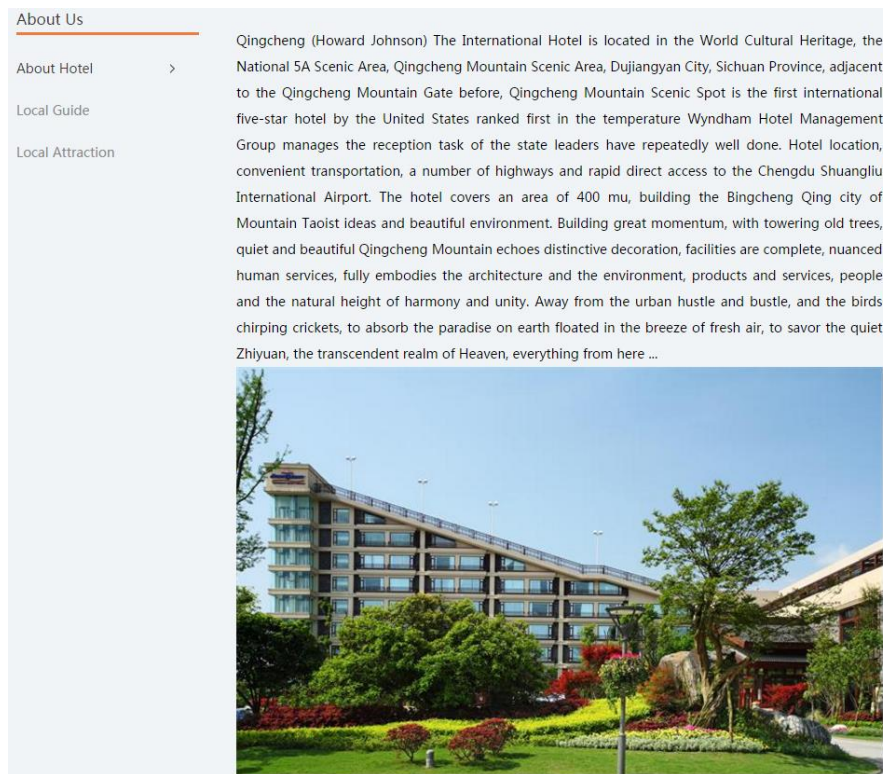 About Us
About Hotel
Local Guide
Local Attraction
Qingcheng (Howard Johnson) The International Hotel is located in the World Cultural Heritage, the
National 5A Scenic Area, Qingcheng Mountain Scenic Area, Dujiangyan City, Sichuan Province, adjacent
to the Qingcheng Mountain Gate before, Qingcheng Mountain Scenic Spot is the first international
five-star hotel by the United States ranked first in the temperature Wyndham Hotel Management
Group manages the reception task of the state leaders have repeatedly well done. Hotel location,
convenient transportation, a number of highways and rapid direct access to the Chengdu Shuangliu
International Airport. The hotel covers an area of 400 mu, building the Bingcheng Qing city of
Mountain Taoist ideas and beautiful environment. Building great momentum, with towering old trees,
quiet and beautiful Qingcheng Mountain echoes distinctive decoration, facilities are complete, nuanced
human services, fully embodies the architecture and the environment, products and services, people
and the natural height of harmony and unity. Away from the urban hustle and bustle, and the birds
chirping crickets, to absorb the paradise on earth floated in the breeze of fresh air, to savor the quiet
Zhiyuan, the transcendent realm of Heaven, everything from here ...